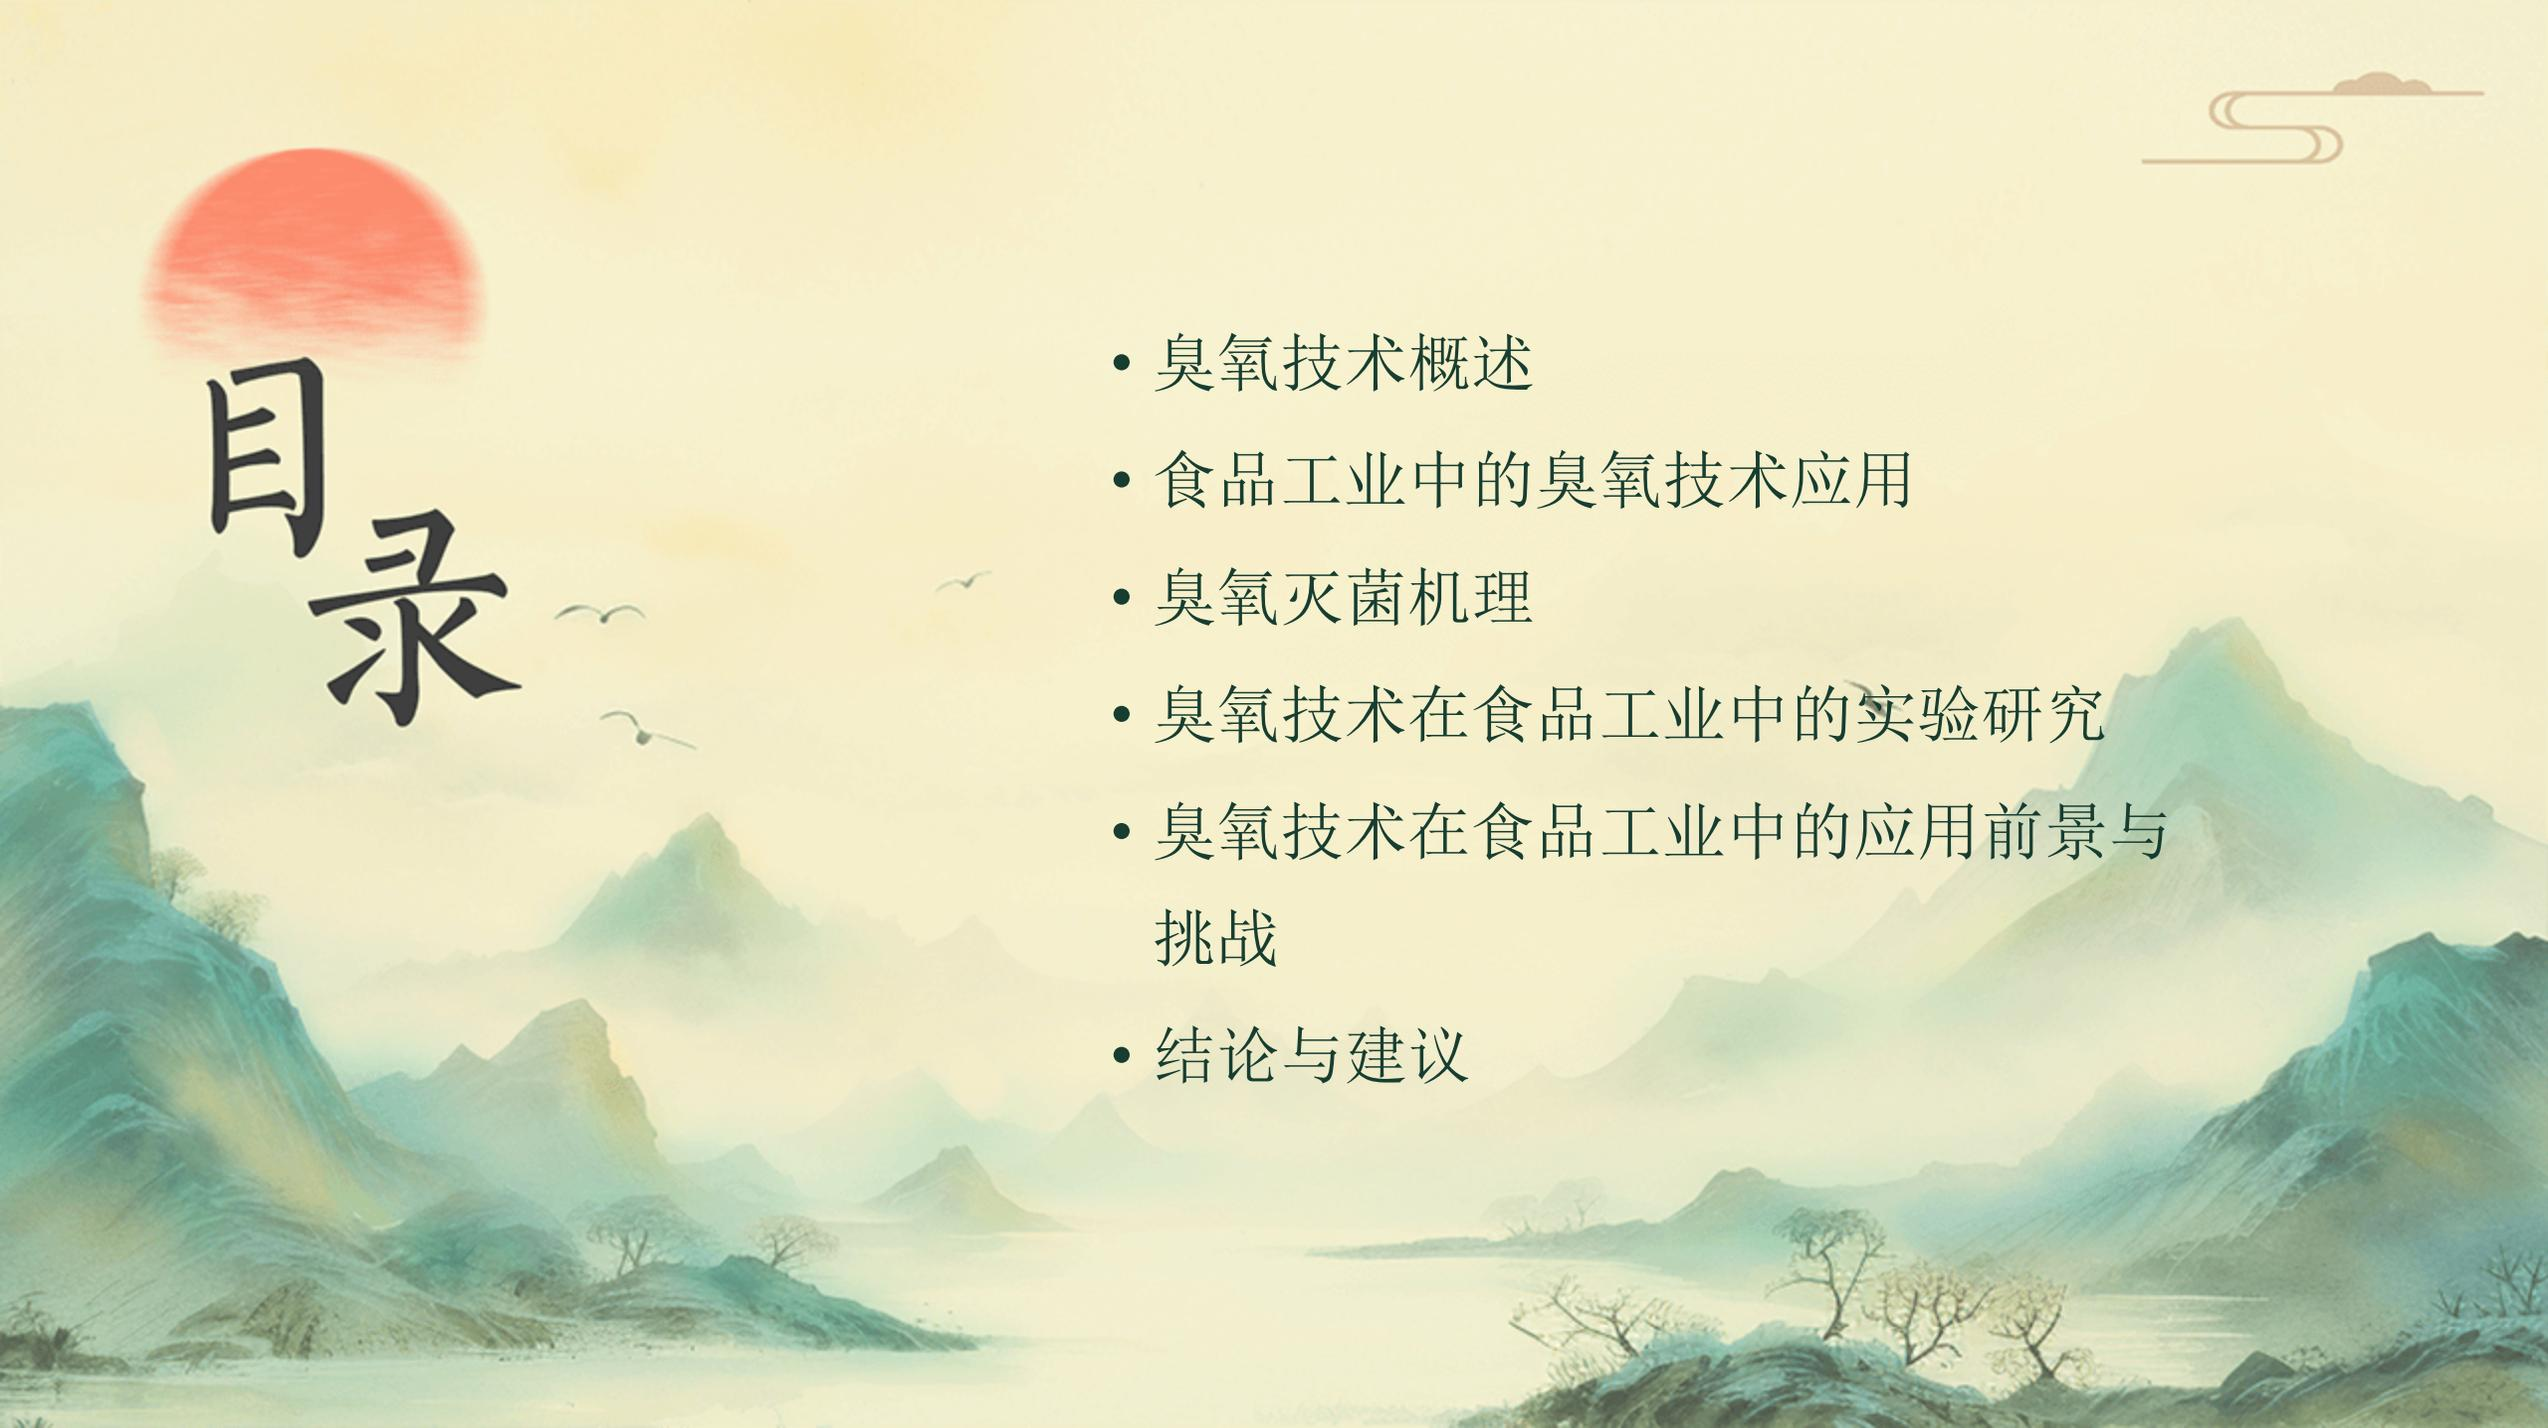 目录
• 臭氧技术概述
• 食品工业中的臭氧技术应用
• 臭氧灭菌机理
• 臭氧技术在食品工业中的实验研究
• 臭氧技术在食品工业中的应用前景与
挑战
• 结论与建议